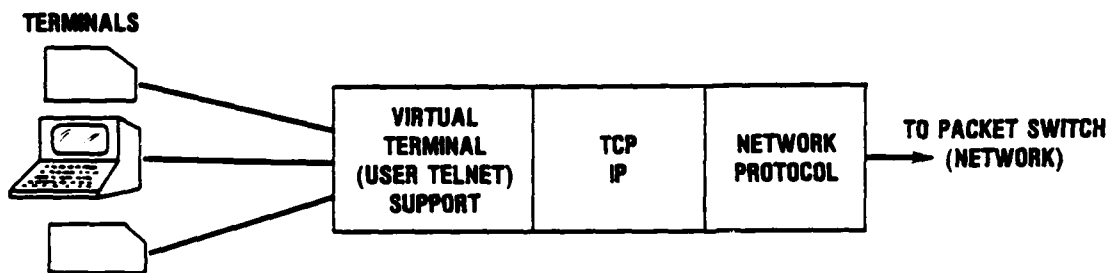 TERMINALS
VIRTUAL
TERMINAL
(USER TELNET)
SUPPORT
TCP
IP
NETWORK
PROTOCOL
TO PACKET SWITCH
(NETWORK)